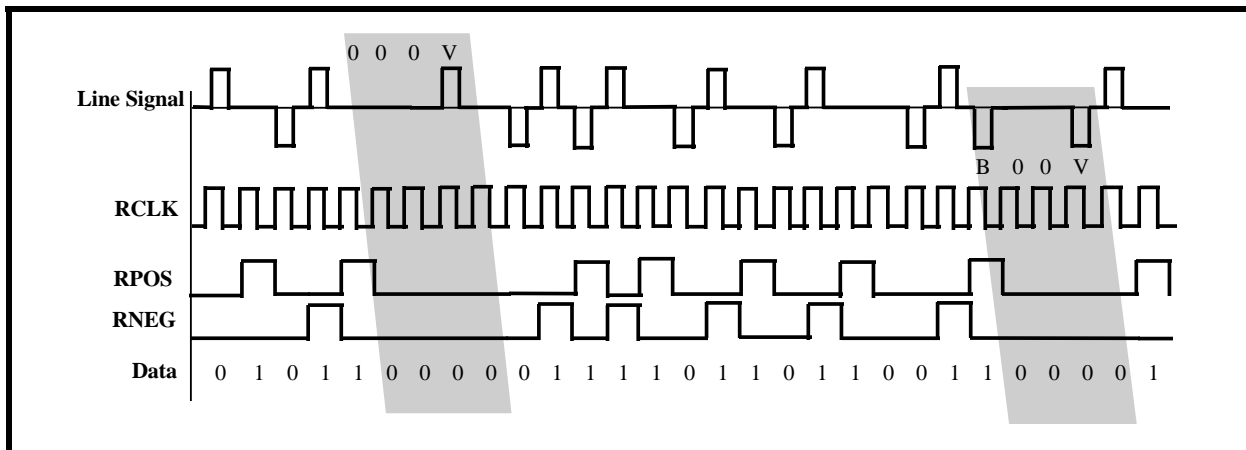 0 0 0 V
Line Signal
B 0 0 V
RCLK
RPOS
RNEG
Data 0 1 0 1 1 0 0 0 0 0 1 1 1 1 0 1 1 0 1 1 0 0 1 1 0 0 0 0 1